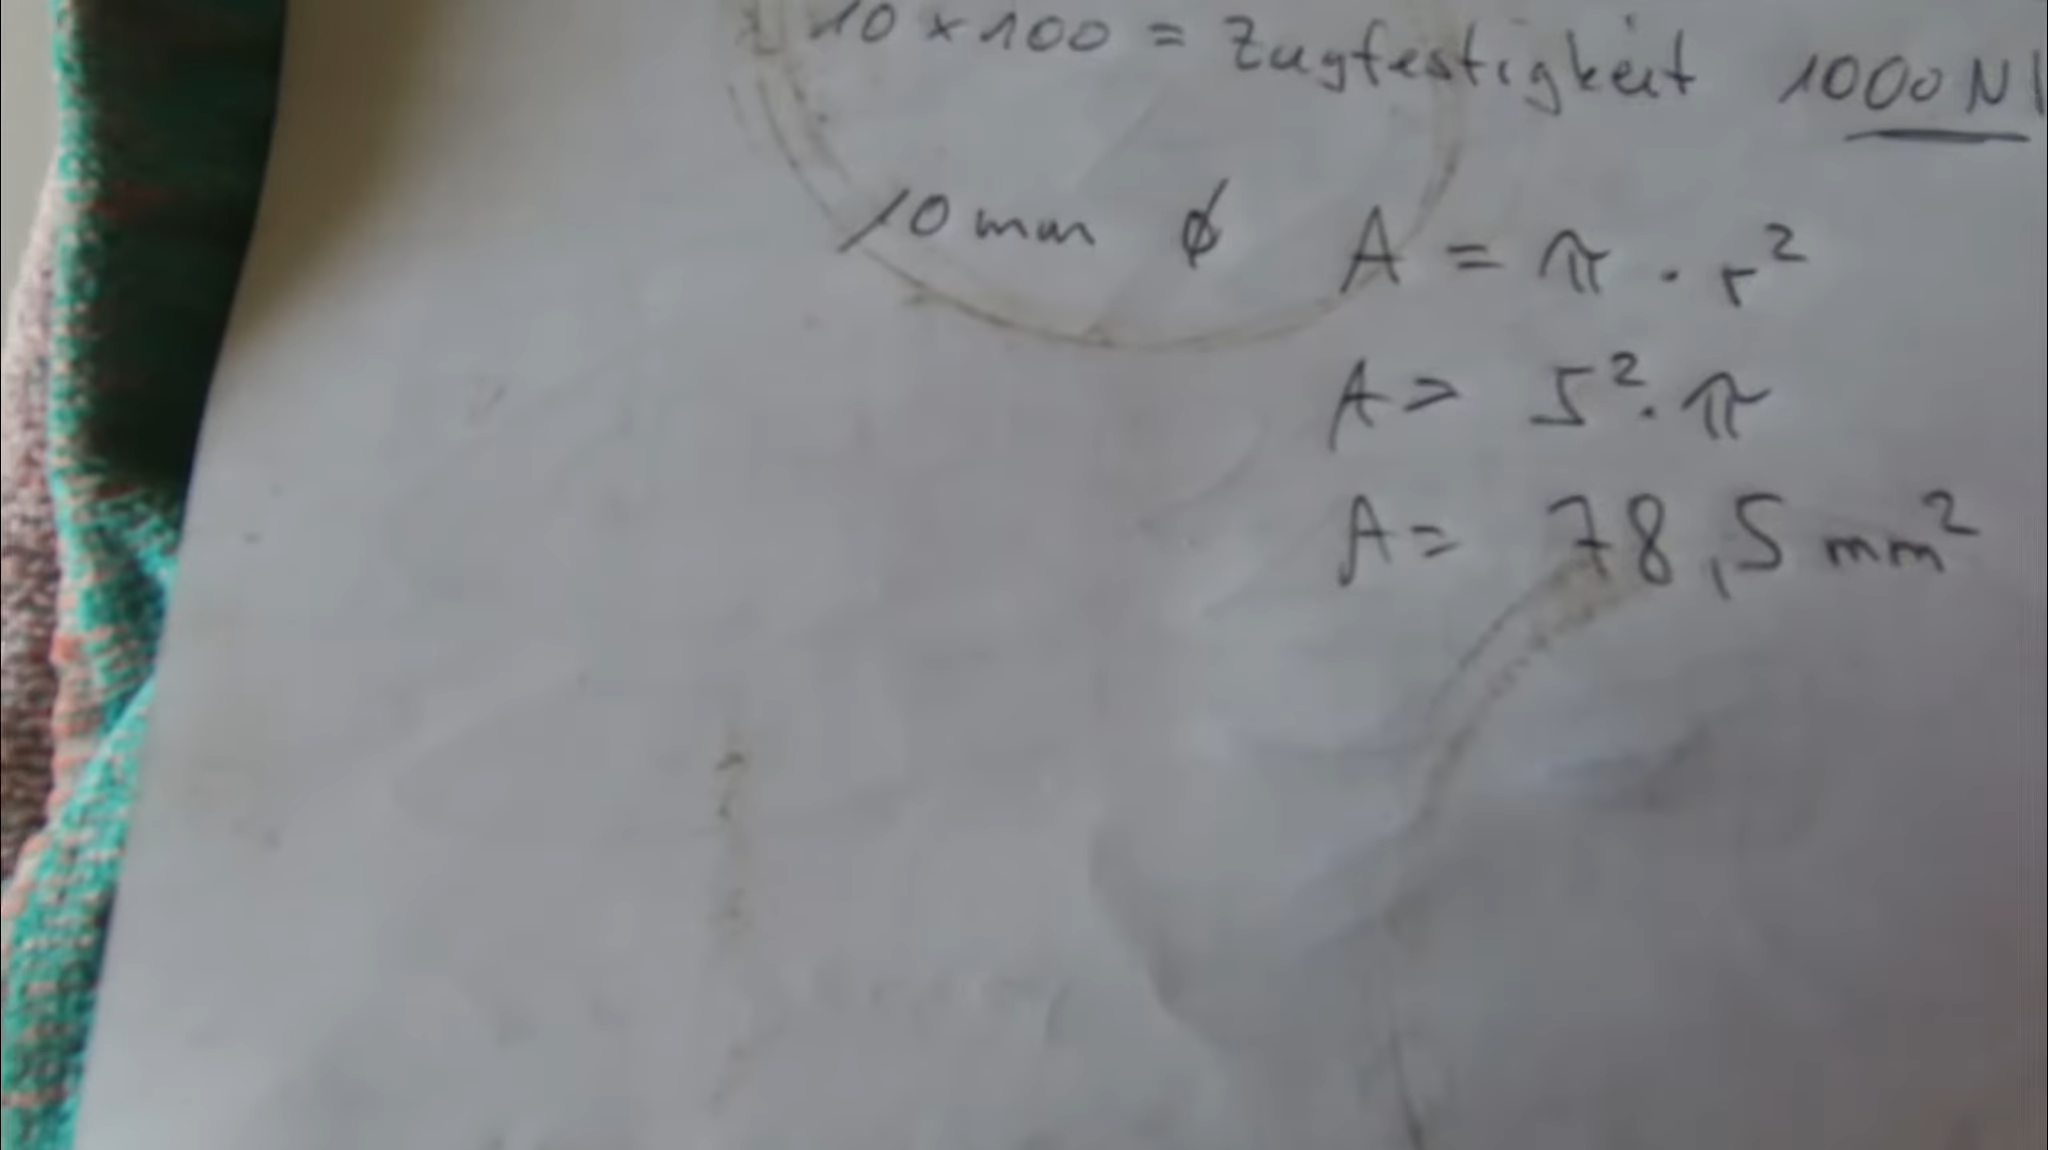 10 x 100 = Zugfestigkeit 1000 N
10 mm ϕ A = π · r²
A = 5² · π
A = 78,5 mm²